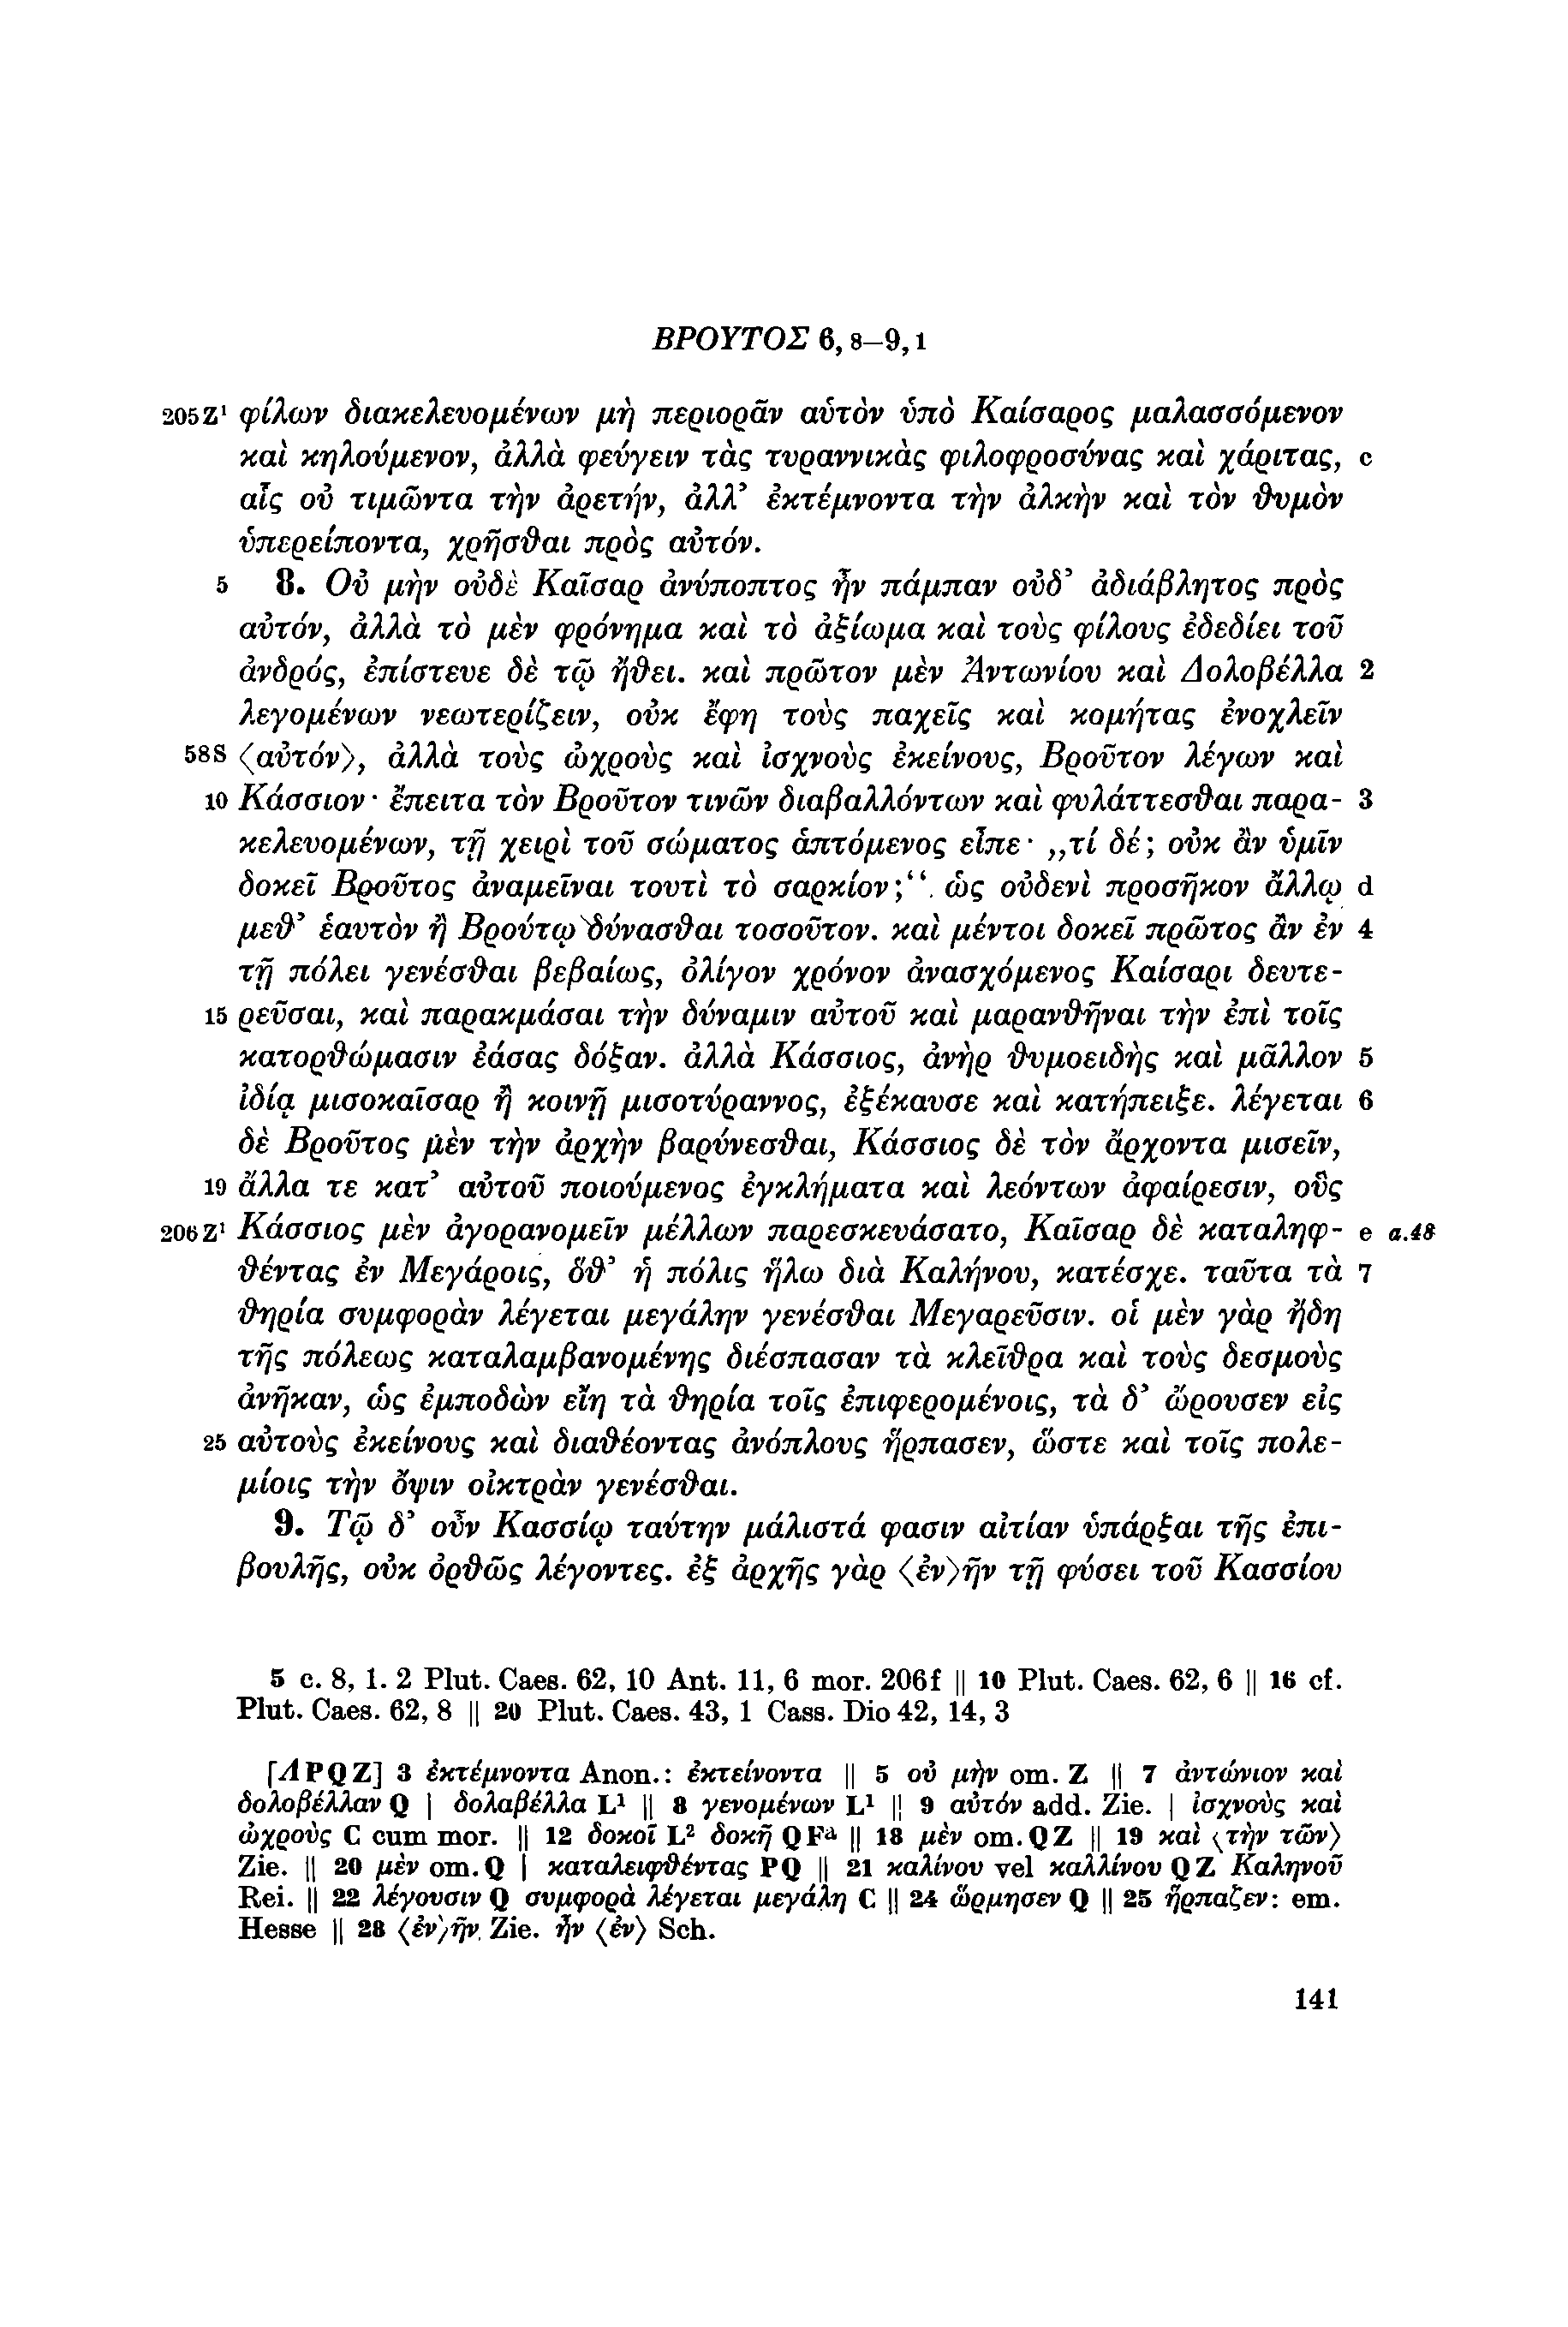 ΒΡΟΥΤΟΣ 6, 8–9, 1
205Z¹ φίλων διακελευομένων μὴ περιορᾶν αὑτὸν ὑπὸ Καίσαρος μαλασσόμενον
καὶ κηλούμενον, ἀλλὰ φεύγειν τὰς τυραννικὰς φιλοφροσύνας καὶ χάριτας, c
αἷς οὐ τιμῶντα τὴν ἀρετήν, ἀλλ’ ἐκτέμνοντα τὴν ἀλκὴν καὶ τὸν θυμὸν
ὑπερείποντα, χρῆσθαι πρὸς αὐτόν.
5 8. Οὐ μὴν οὐδὲ Καῖσαρ ἀνύποπτος ἦν πάμπαν οὐδ’ ἀδιάβλητος πρὸς
αὐτόν, ἀλλὰ τὸ μὲν φρόνημα καὶ τὸ ἀξίωμα καὶ τοὺς φίλους ἐδεδίει τοῦ
ἀνδρός, ἐπίστευε δὲ τῷ ἤθει. καὶ πρῶτον μὲν Ἀντωνίου καὶ Δολοβέλλα 2
λεγομένων νεωτερίζειν, οὐκ ἔφη τοὺς παχεῖς καὶ κομήτας ἐνοχλεῖν
58S ⟨αὐτόν⟩, ἀλλὰ τοὺς ὠχροὺς καὶ ἰσχνοὺς ἐκείνους, Βροῦτον λέγων καὶ
10 Κάσσιον· ἔπειτα τὸν Βροῦτον τινῶν διαβαλλόντων καὶ φυλάττεσθαι παρα- 3
κελευομένων, τῇ χειρὶ τοῦ σώματος ἁπτόμενος εἶπε· „τί δέ; οὐκ ἂν ὑμῖν
δοκεῖ Βροῦτος ἀναμεῖναι τουτὶ τὸ σαρκίον;“. ὡς οὐδενὶ προσῆκον ἄλλῳ d
μεθ’ ἑαυτὸν ἢ Βρούτῳ δύνασθαι τοσοῦτον. καὶ μέντοι δοκεῖ πρῶτος ἂν ἐν 4
τῇ πόλει γενέσθαι βεβαίως, ὀλίγον χρόνον ἀνασχόμενος Καίσαρι δευτε-
15 ρεῦσαι, καὶ παρακμάσαι τὴν δύναμιν αὐτοῦ καὶ μαρανθῆναι τὴν ἐπὶ τοῖς
κατορθώμασιν ἐάσας δόξαν. ἀλλὰ Κάσσιος, ἀνὴρ θυμοειδὴς καὶ μᾶλλον 5
ἰδίᾳ μισοκαῖσαρ ἢ κοινῇ μισοτύραννος, ἐξέκαυσε καὶ κατήπειξε. λέγεται 6
δὲ Βροῦτος μὲν τὴν ἀρχὴν βαρύνεσθαι, Κάσσιος δὲ τὸν ἄρχοντα μισεῖν,
19 ἄλλα τε κατ’ αὐτοῦ ποιούμενος ἐγκλήματα καὶ λεόντων ἀφαίρεσιν, οὓς
206Z¹ Κάσσιος μὲν ἀγορανομεῖν μέλλων παρεσκευάσατο, Καῖσαρ δὲ καταληφ- e a.48
θέντας ἐν Μεγάροις, ὅθ’ ἡ πόλις ἥλω διὰ Καλήνου, κατέσχε. ταῦτα τὰ 7
θηρία συμφορὰν λέγεται μεγάλην γενέσθαι Μεγαρεῦσιν. οἱ μὲν γὰρ ἤδη
τῆς πόλεως καταλαμβανομένης διέσπασαν τὰ κλεῖθρα καὶ τοὺς δεσμοὺς
ἀνῆκαν, ὡς ἐμποδὼν εἴη τὰ θηρία τοῖς ἐπιφερομένοις, τὰ δ’ ὤρουσεν εἰς
25 αὐτοὺς ἐκείνους καὶ διαθέοντας ἀνόπλους ἥρπασεν, ὥστε καὶ τοῖς πολε-
μίοις τὴν ὄψιν οἰκτρὰν γενέσθαι.
9. Τῷ δ’ οὖν Κασσίῳ ταύτην μάλιστά φασιν αἰτίαν ὑπάρξαι τῆς ἐπι-
βουλῆς, οὐκ ὀρθῶς λέγοντες. ἐξ ἀρχῆς γὰρ ⟨ἐν⟩ῆν τῇ φύσει τοῦ Κασσίου
5 c. 8, 1. 2 Plut. Caes. 62, 10 Ant. 11, 6 mor. 206f || 10 Plut. Caes. 62, 6 || 16 cf.
Plut. Caes. 62, 8 || 20 Plut. Caes. 43, 1 Cass. Dio 42, 14, 3
[ΛPQZ] 3 ἐκτέμνοντα Anon.: ἐκτείνοντα || 5 οὐ μὴν om. Z || 7 ἀντώνιον καὶ
δολοβέλλαν Q | δολαβέλλα L¹ || 8 γενομένων L¹ || 9 αὐτόν add. Zie. | ἰσχνοὺς καὶ
ὠχροὺς C cum mor. || 12 δοκοῖ L² δοκῆ QFᵃ || 18 μὲν om. QZ || 19 καὶ ⟨τὴν τῶν⟩
Zie. || 20 μὲν om. Q | καταλειφθέντας PQ || 21 καλίνου vel καλλίνου QZ Καληνοῦ
Rei. || 22 λέγουσιν Q συμφορὰ λέγεται μεγάλη C || 24 ὥρμησεν Q || 25 ἥρπαζεν: em.
Hesse || 28 ⟨ἐν⟩ῆν Zie. ἦν ⟨ἐν⟩ Sch.
141